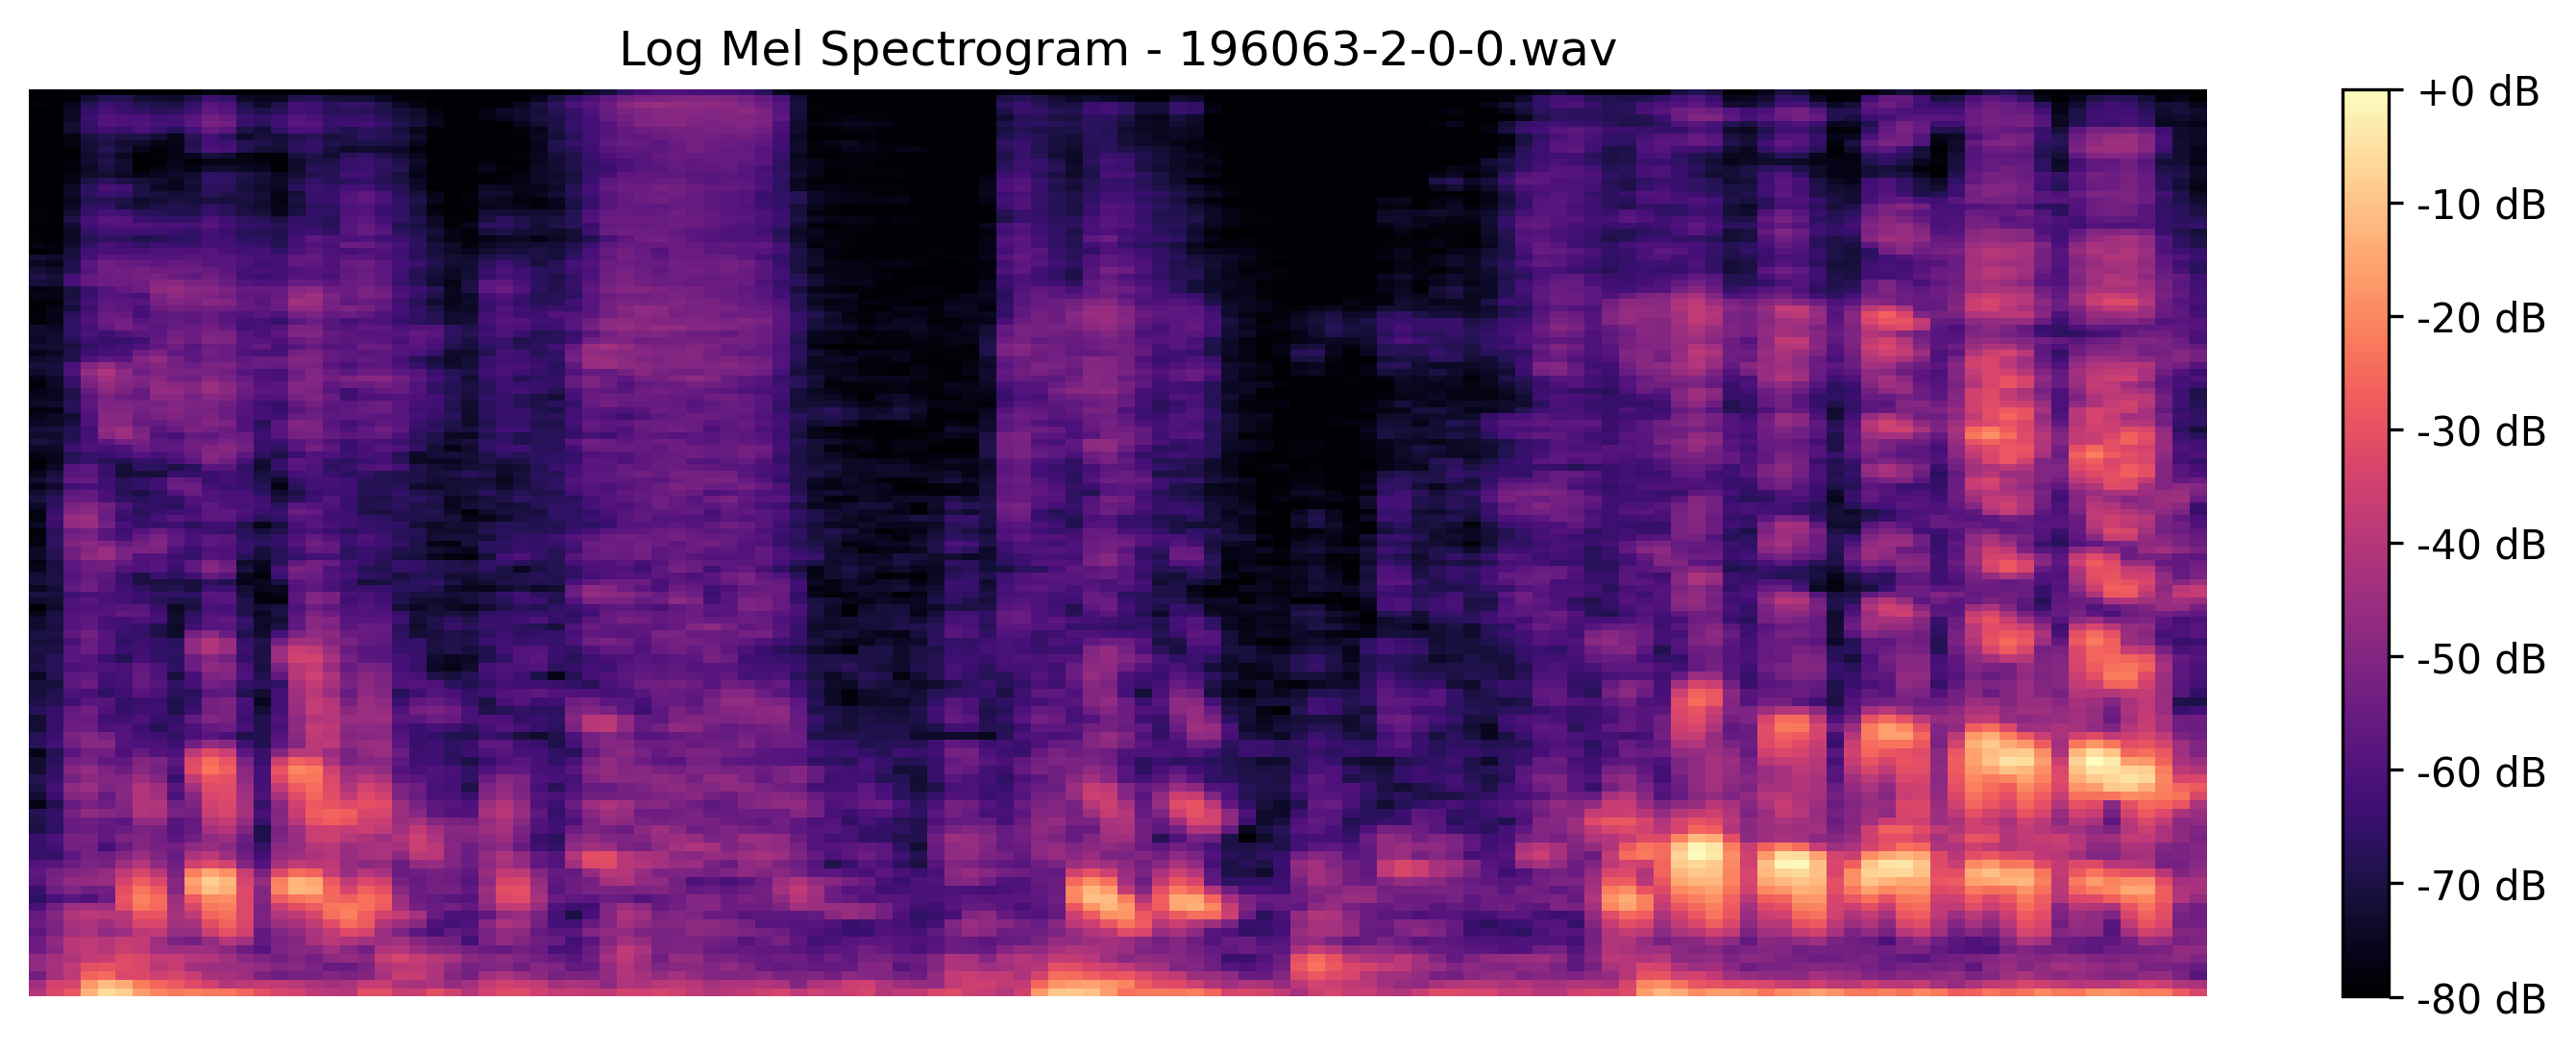 Log Mel Spectrogram - 196063-2-0-0.wav
+0 dB
-10 dB
-20 dB
-30 dB
-40 dB
-50 dB
-60 dB
-70 dB
-80 dB